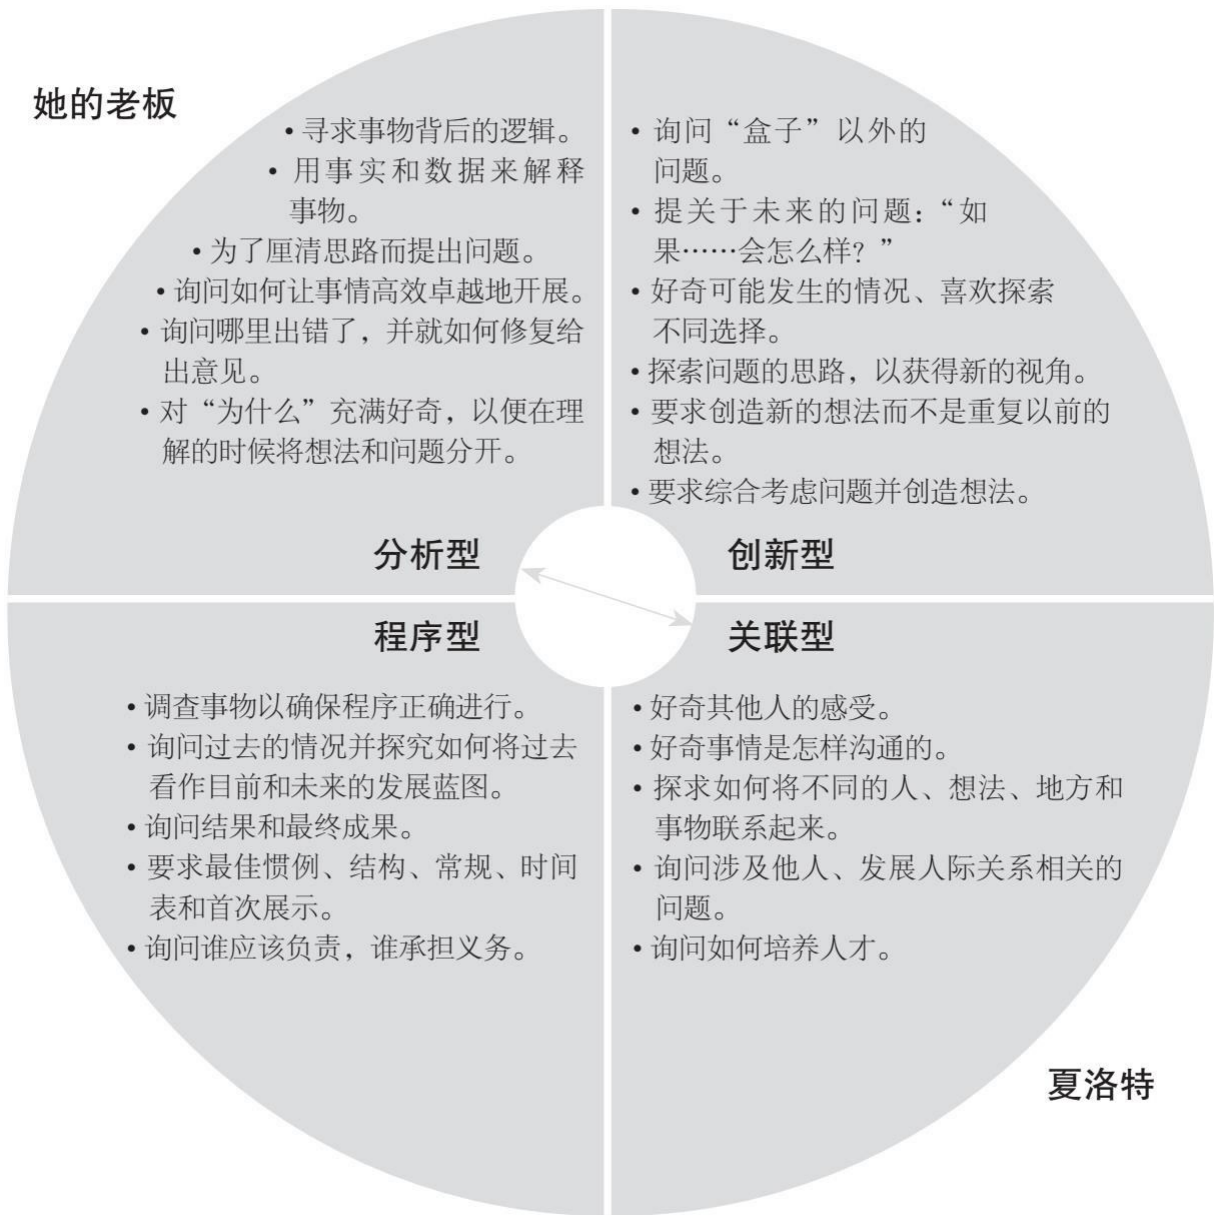 她的老板
• 寻求事物背后的逻辑。
• 用事实和数据来解释
事物。
• 为了厘清思路而提出问题。
• 询问如何让事情高效卓越地开展。
• 询问哪里出错了，并就如何修复给
出意见。
• 对“为什么”充满好奇，以便在理
解的时候将想法和问题分开。
分析型
• 询问“盒子”以外的
问题。
• 提关于未来的问题：“如
果……会怎么样？”
• 好奇可能发生的情况、喜欢探索
不同选择。
• 探索问题的思路，以获得新的视角。
• 要求创造新的想法而不是重复以前的
想法。
• 要求综合考虑问题并创造想法。
创新型
程序型
• 调查事物以确保程序正确进行。
• 询问过去的情况并探究如何将过去
看作目前和未来的发展蓝图。
• 询问结果和最终成果。
• 要求最佳惯例、结构、常规、时间
表和首次展示。
• 询问谁应该负责，谁承担义务。
关联型
• 好奇其他人的感受。
• 好奇事情是怎样沟通的。
• 探求如何将不同的人、想法、地方和
事物联系起来。
• 询问涉及他人、发展人际关系相关的
问题。
• 询问如何培养人才。
夏洛特